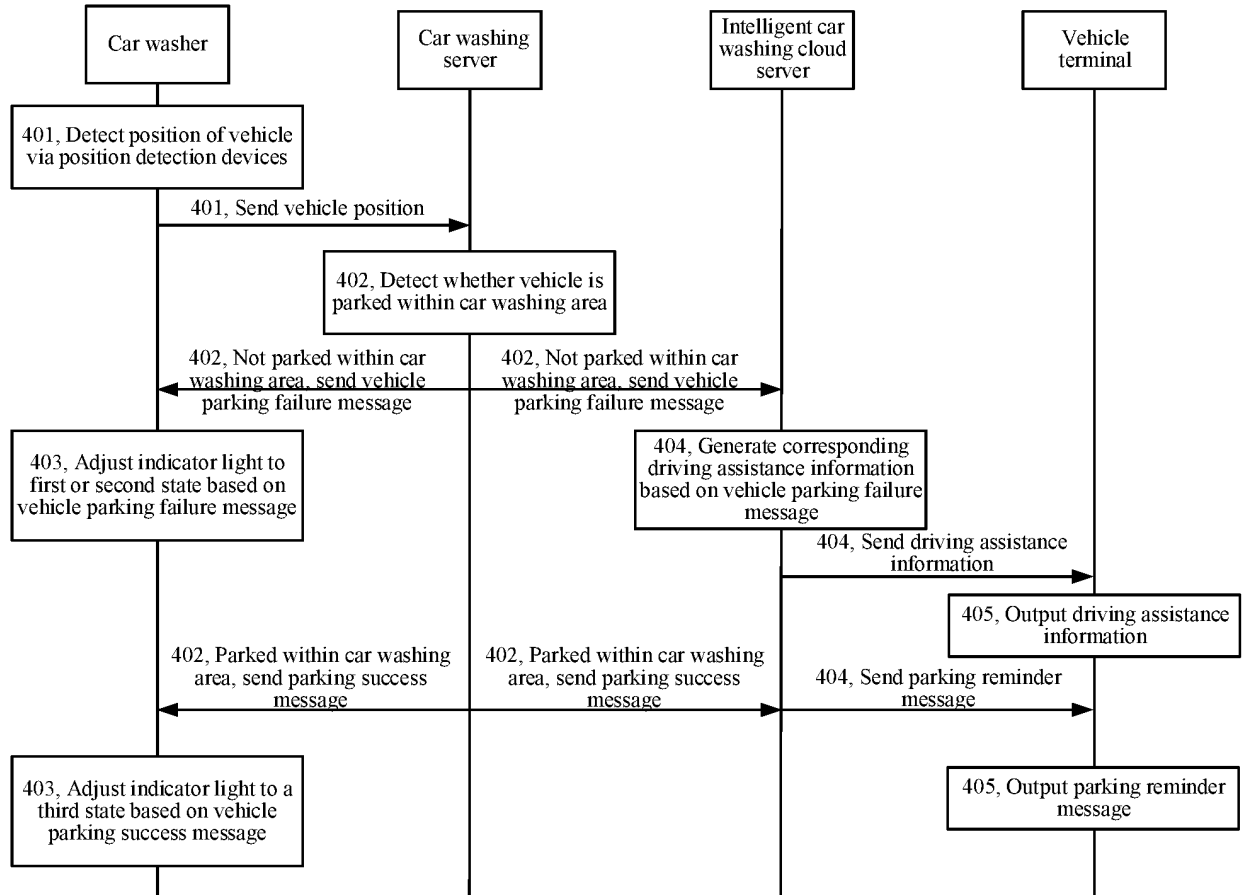 Car washer
Car washing
server
Intelligent car
washing cloud
server
Vehicle
terminal
401, Detect position of vehicle
via position detection devices
401, Send vehicle position
402, Detect whether vehicle is
parked within car washing area
402, Not parked within car
washing area, send vehicle
parking failure message
402, Not parked within car
washing area, send vehicle
parking failure message
403, Adjust indicator light to
first or second state based on
vehicle parking failure message
404, Generate corresponding
driving assistance information
based on vehicle parking failure
message
404, Send driving assistance
information
405, Output driving assistance
information
402, Parked within car washing
area, send parking success
message
402, Parked within car washing
area, send parking success
message
404, Send parking reminder
message
403, Adjust indicator light to a
third state based on vehicle
parking success message
405, Output parking reminder
message